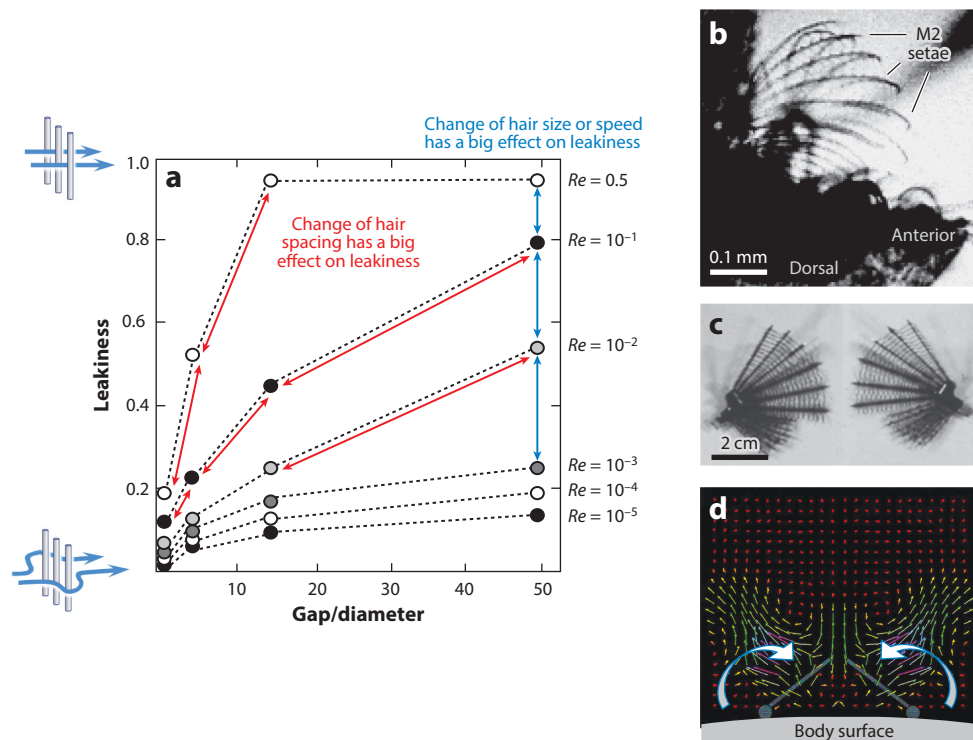 a
Change of hair size or speed
has a big effect on leakiness
Change of hair
spacing has a big
effect on leakiness
Leakiness
1.0
0.8
0.6
0.4
0.2
10
20
30
40
50
Gap/diameter
Re = 0.5
Re = 10⁻¹
Re = 10⁻²
Re = 10⁻³
Re = 10⁻⁴
Re = 10⁻⁵
b
M2
setae
Anterior
Dorsal
0.1 mm
c
2 cm
d
Body surface